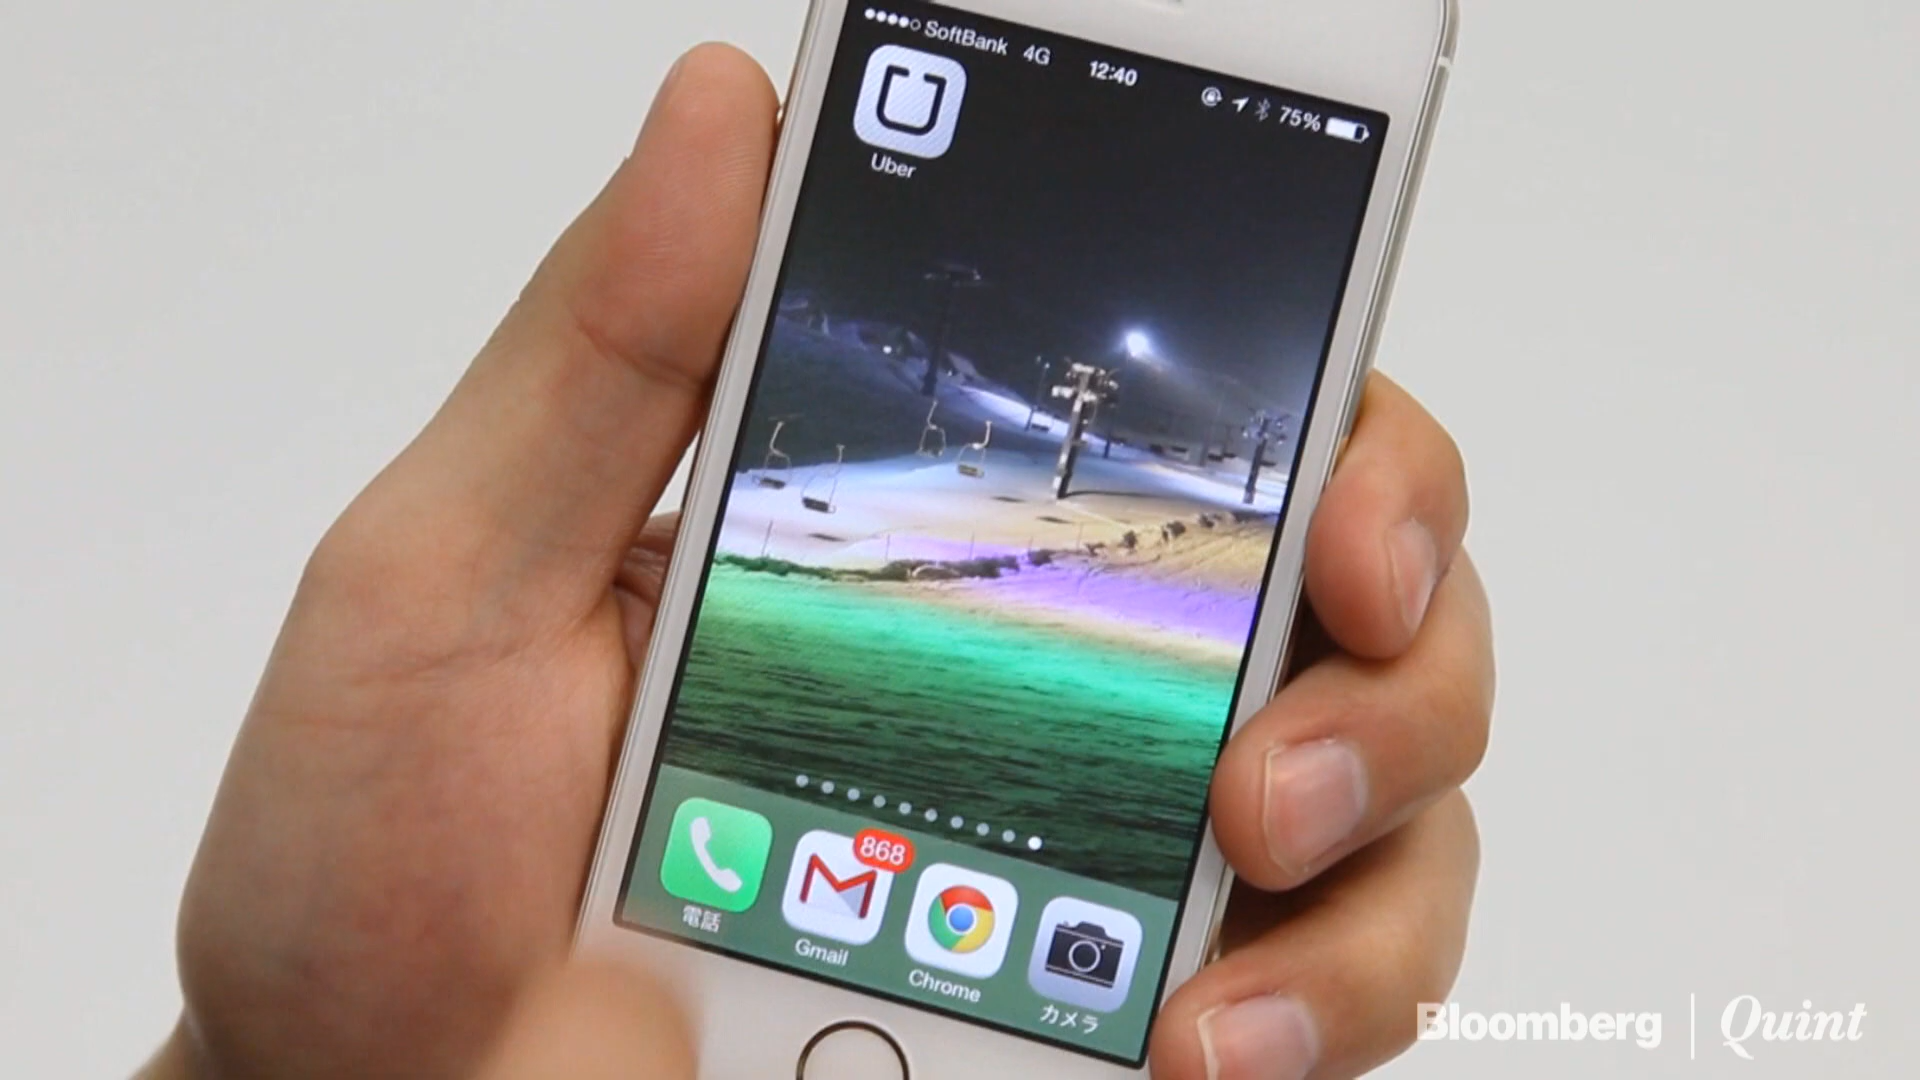 SoftBank 4G 12:40 75%
Uber
868
電話
Gmail
Chrome
カメラ
Bloomberg | Quint